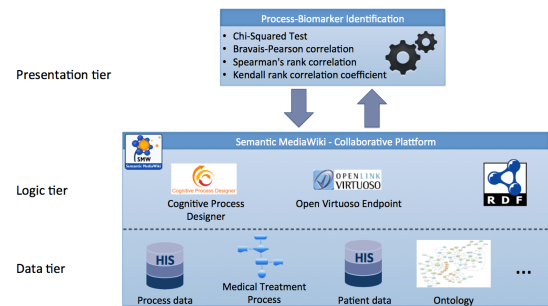 Process-Biomarker Identification
• Chi-Squared Test
• Bravais-Pearson correlation
• Spearman's rank correlation
• Kendall rank correlation coefficient
Presentation tier
Semantic MediaWiki - Collaborative Plattform
SMW
Semantic MediaWiki
Cognitive Process Designer
OPENLINK
VIRTUOSO
RDF
Logic tier
Cognitive Process
Designer
Open Virtuoso Endpoint
HIS
HIS
...
Data tier
Process data
Medical Treatment
Process
Patient data
Ontology